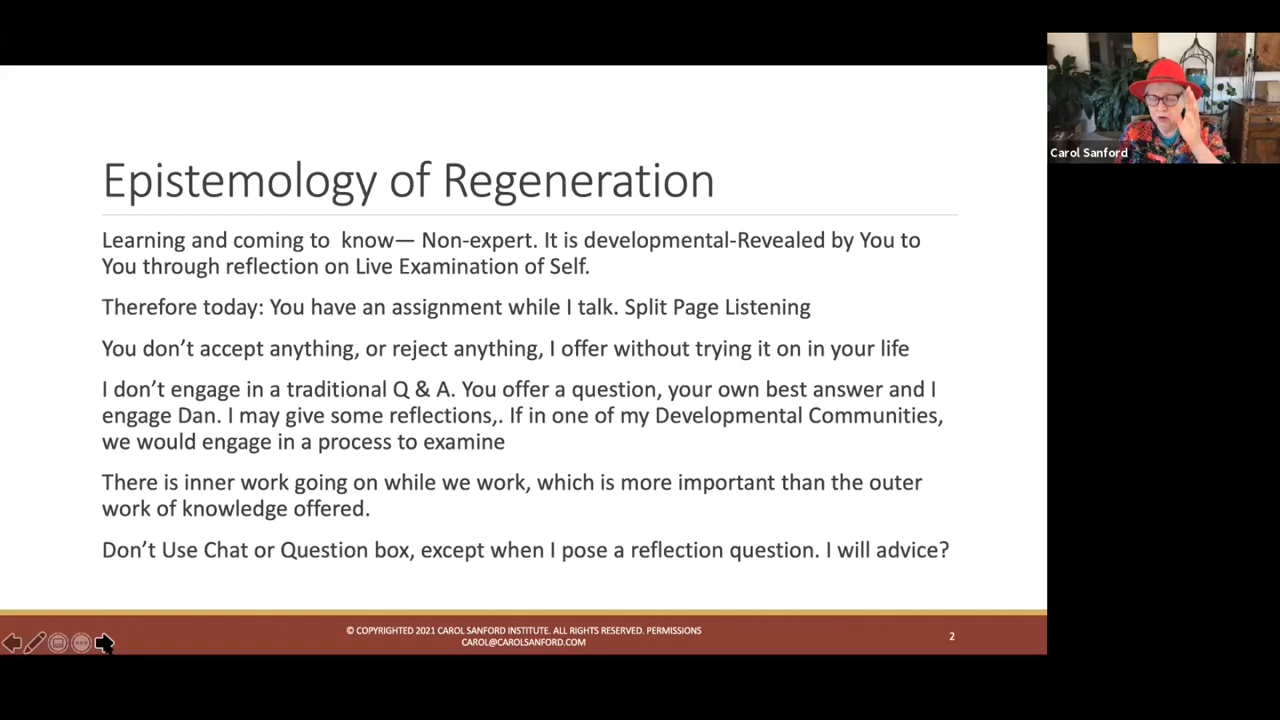 Epistemology of Regeneration
Learning and coming to  know— Non-expert. It is developmental-Revealed by You to
You through reflection on Live Examination of Self.
Therefore today: You have an assignment while I talk. Split Page Listening
You don’t accept anything, or reject anything, I offer without trying it on in your life
I don’t engage in a traditional Q & A. You offer a question, your own best answer and I
engage Dan. I may give some reflections,. If in one of my Developmental Communities,
we would engage in a process to examine
There is inner work going on while we work, which is more important than the outer
work of knowledge offered.
Don’t Use Chat or Question box, except when I pose a reflection question. I will advice?
© COPYRIGHTED 2021 CAROL SANFORD INSTITUTE. ALL RIGHTS RESERVED. PERMISSIONS
CAROL@CAROLSANFORD.COM
2
Carol Sanford